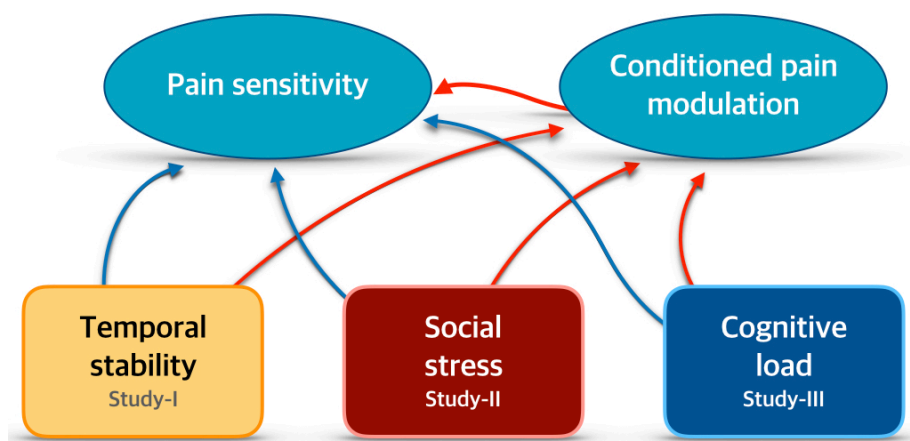 Pain sensitivity
Conditioned pain
modulation
Temporal
stability
Study-I
Social
stress
Study-II
Cognitive
load
Study-III